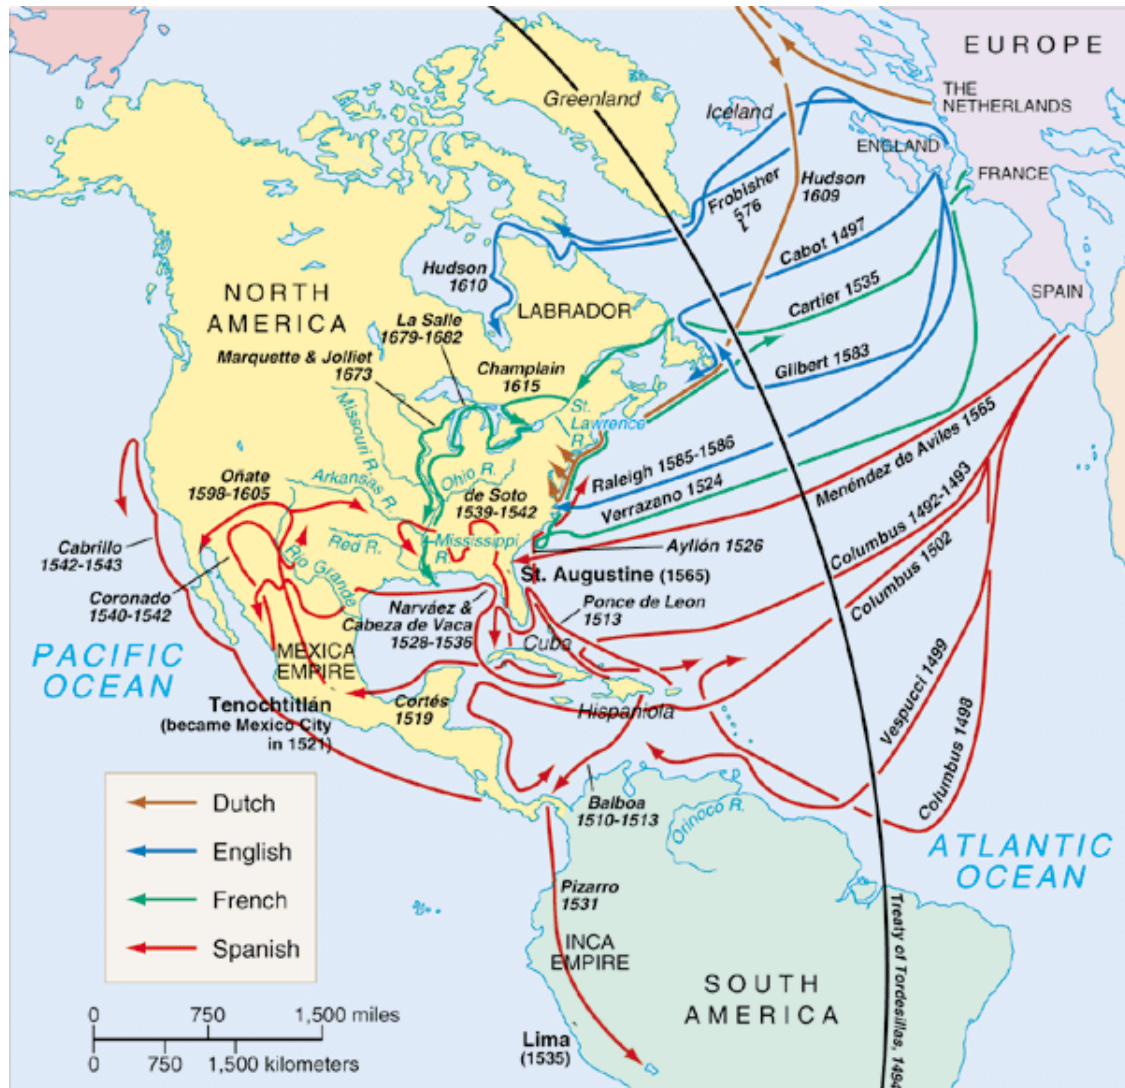 EUROPE
Greenland
Iceland
THE
NETHERLANDS
ENGLAND
FRANCE
Hudson
1609
Frobisher
1576
Cabot 1497
Hudson
1610
NORTH
AMERICA
LABRADOR
Cartier 1535
SPAIN
La Salle
1679-1682
Marquette & Jolliet
1673
Champlain
1615
Gilbert 1583
St.
Lawrence
R.
Missouri R.
Ohio R.
Arkansas R.
Oñate
1598-1605
de Soto
1539-1542
Raleigh 1585-1586
Verrazano 1524
Menéndez de Aviles 1565
Red R.
Mississippi
R.
Rio Grande
Cabrillo
1542-1543
Coronado
1540-1542
Ayllón 1526
St. Augustine (1565)
Columbus 1492-1493
Columbus 1502
Narváez &
Cabeza de Vaca
1528-1536
Ponce de Leon
1513
Cuba
PACIFIC
OCEAN
MEXICA
EMPIRE
Tenochtitlán
(became Mexico City
in 1521)
Cortés
1519
Hispaniola
Vespucci 1499
Columbus 1498
Balboa
1510-1513
Orinoco R.
ATLANTIC
OCEAN
Dutch
English
French
Spanish
Pizarro
1531
INCA
EMPIRE
SOUTH
AMERICA
Treaty of Tordesillas, 1494
Lima
(1535)
0 750 1,500 miles
0 750 1,500 kilometers